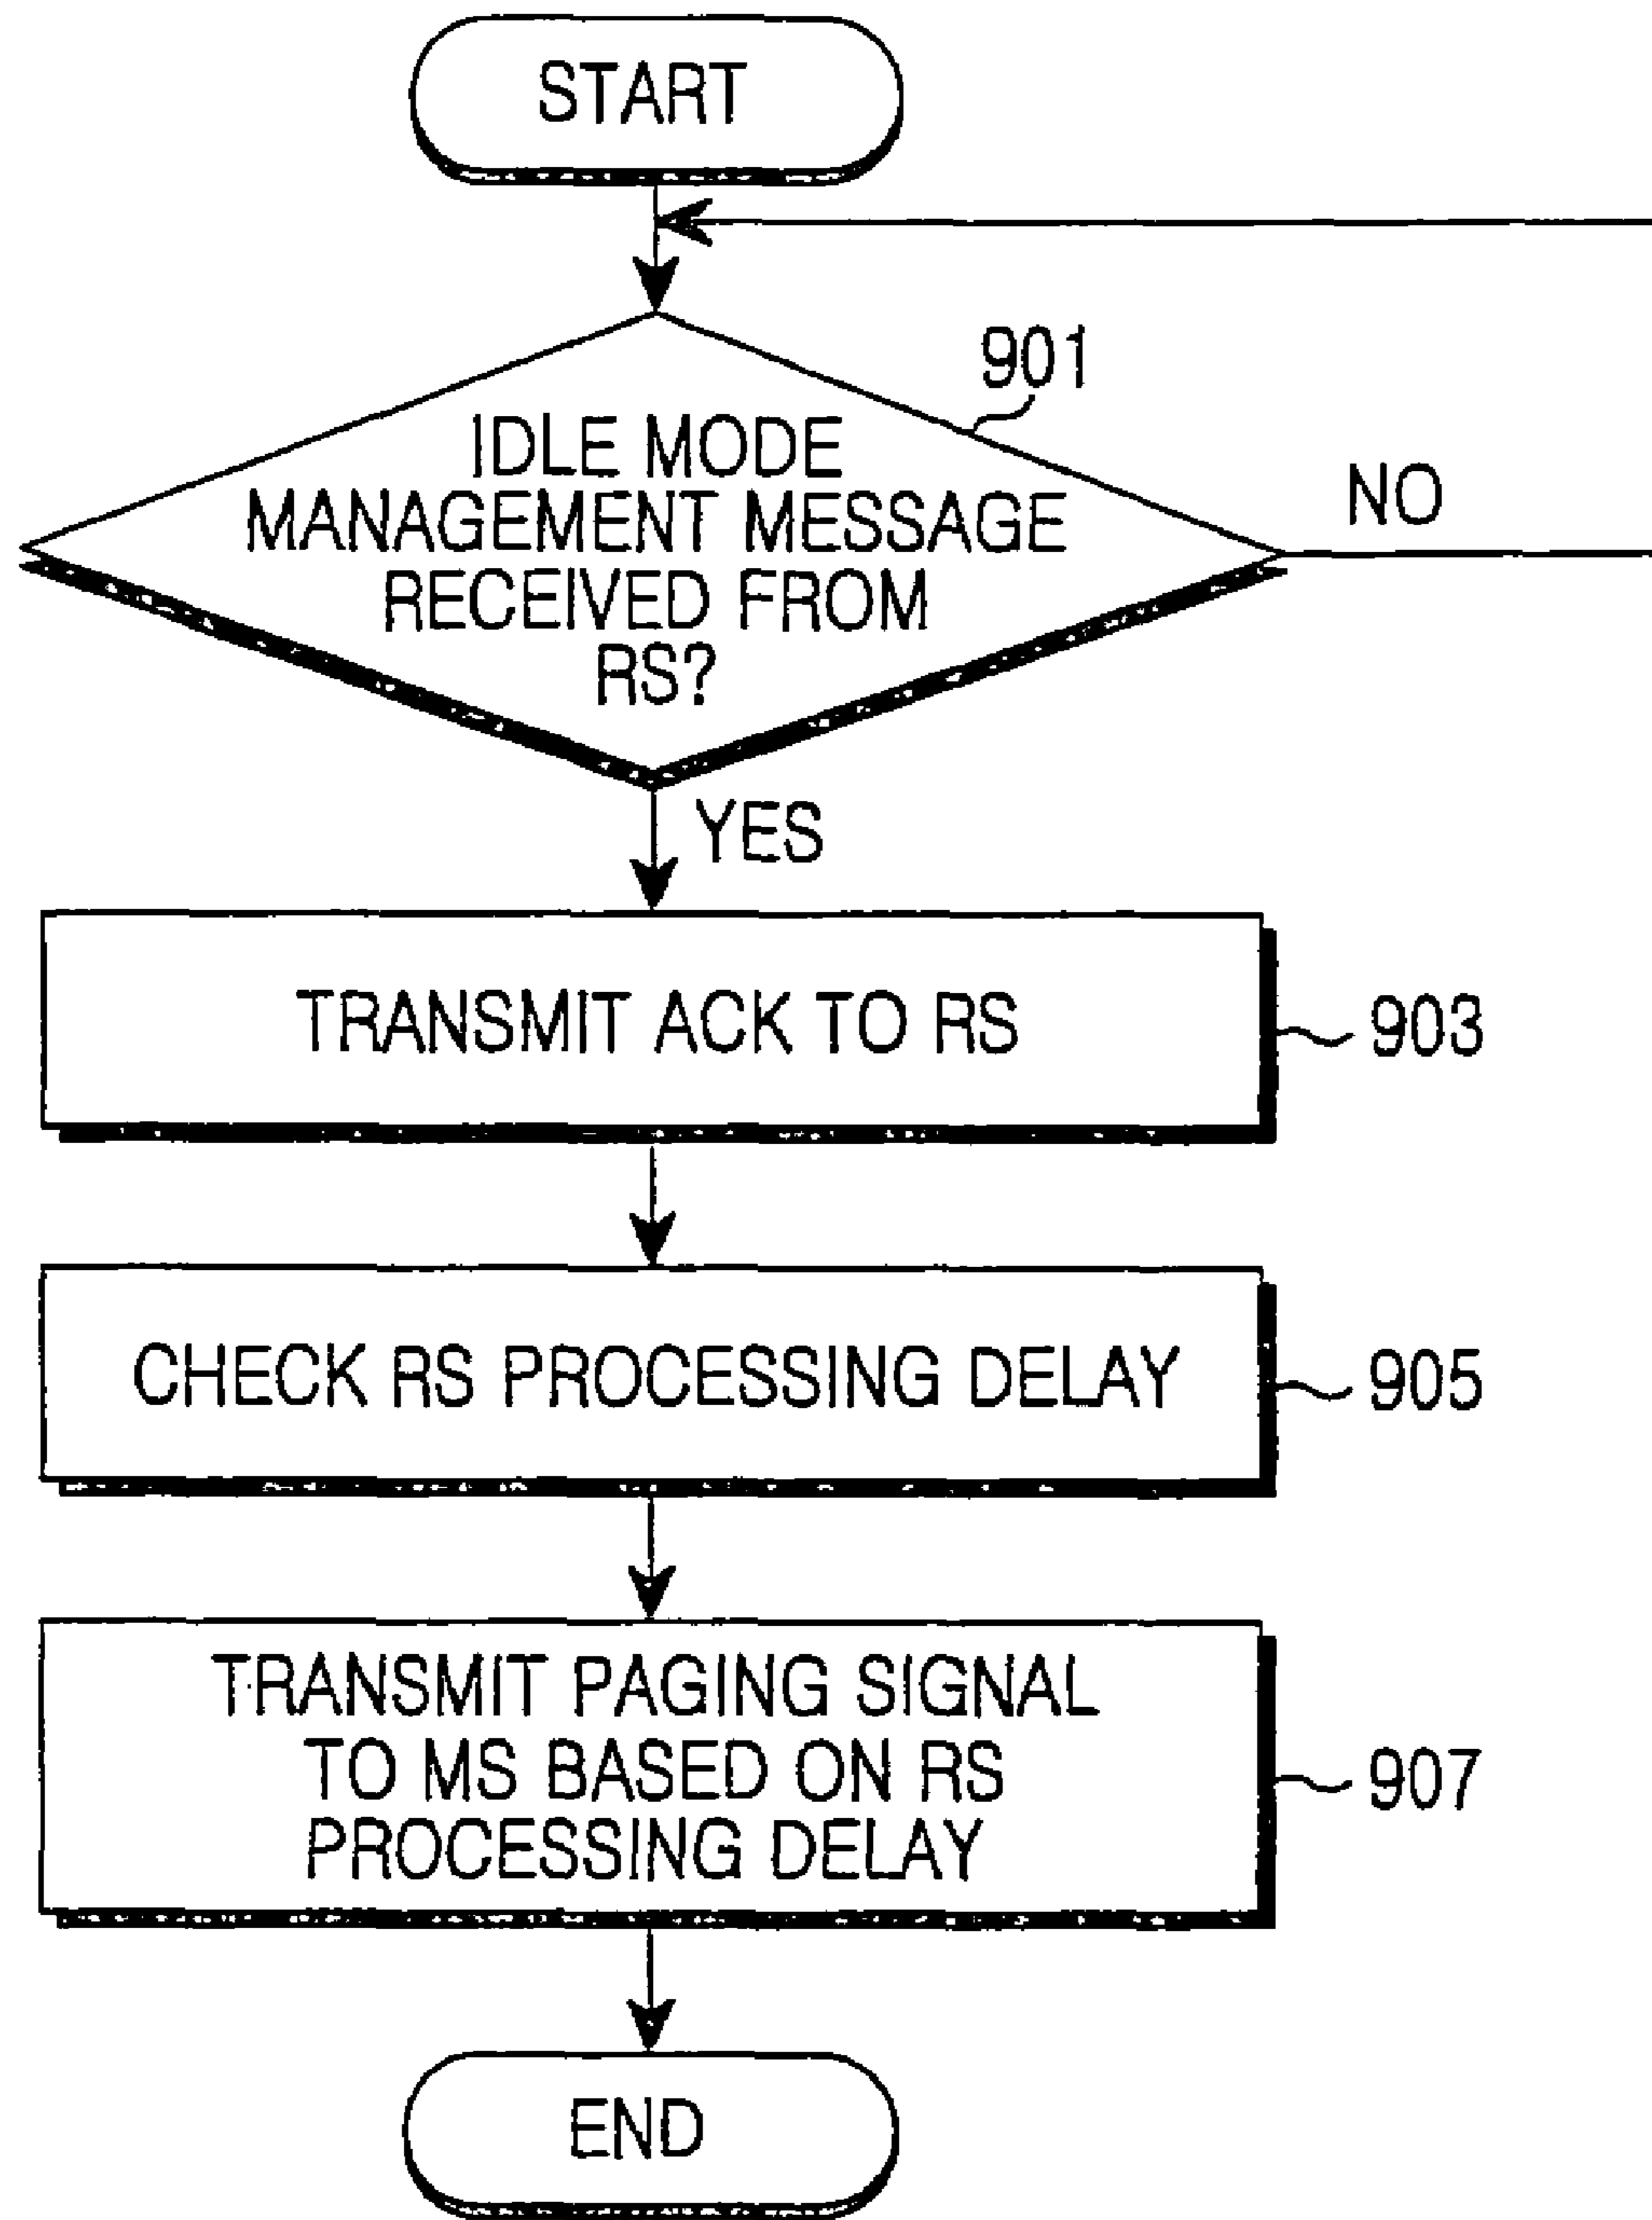 START
901
IDLE MODE
MANAGEMENT MESSAGE
RECEIVED FROM
RS?
NO
YES
TRANSMIT ACK TO RS
903
CHECK RS PROCESSING DELAY
905
TRANSMIT PAGING SIGNAL
TO MS BASED ON RS
PROCESSING DELAY
907
END